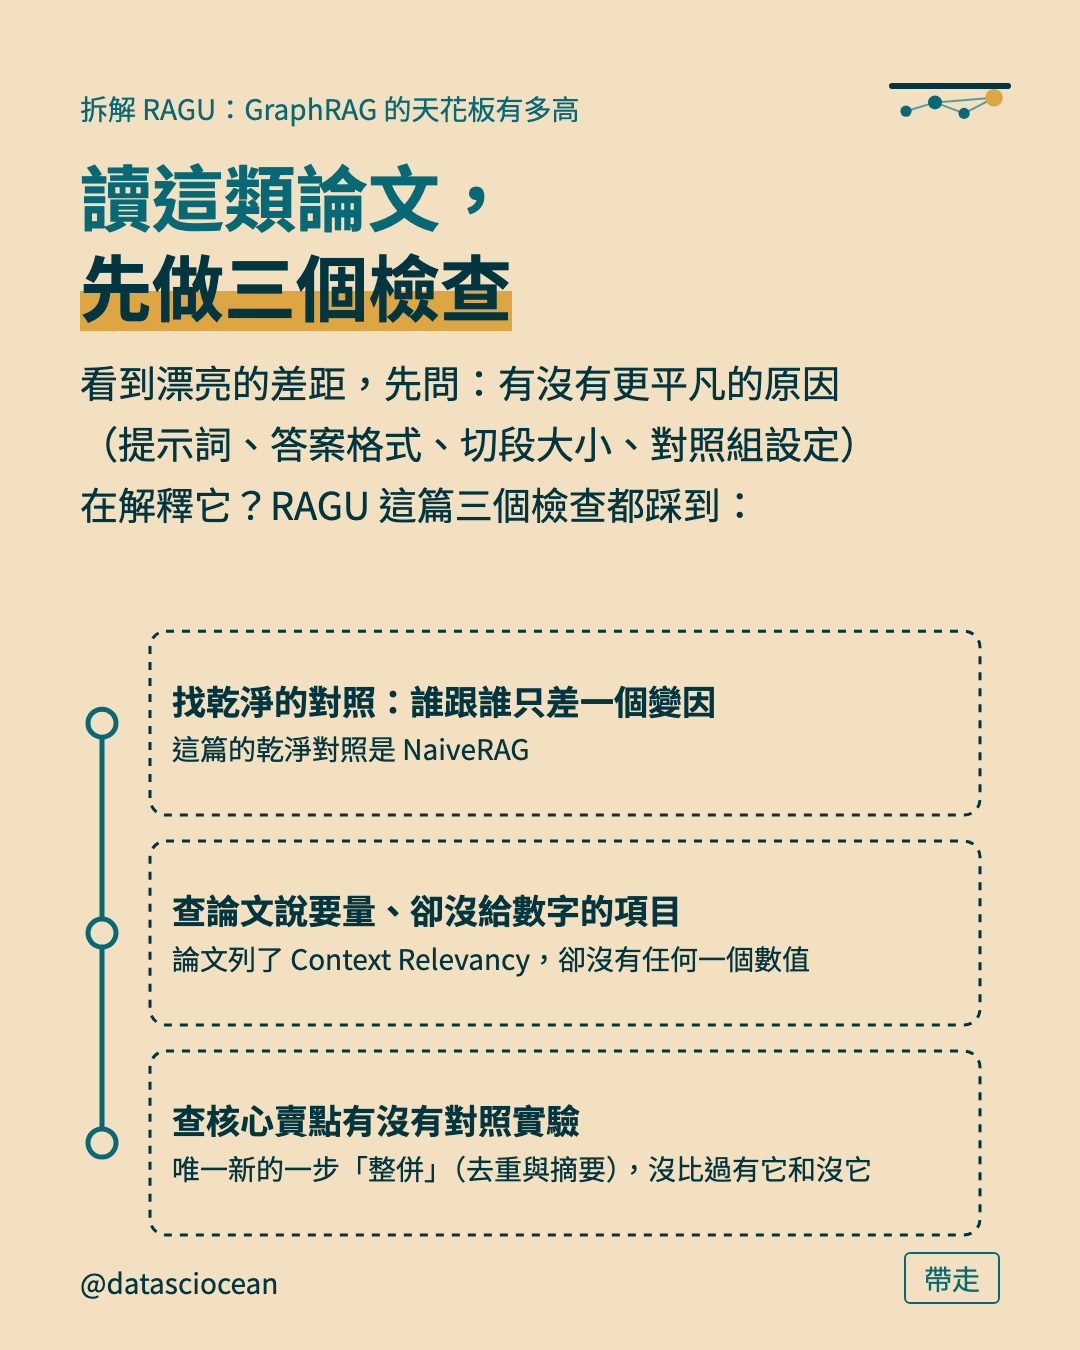 拆解 RAGU：GraphRAG 的天花板有多高
讀這類論文，
先做三個檢查
看到漂亮的差距，先問：有沒有更平凡的原因
（提示詞、答案格式、切段大小、對照組設定）
在解釋它？RAGU 這篇三個檢查都踩到：
找乾淨的對照：誰跟誰只差一個變因
這篇的乾淨對照是 NaiveRAG
查論文說要量、卻沒給數字的項目
論文列了 Context Relevancy，卻沒有任何一個數值
查核心賣點有沒有對照實驗
唯一新的一步「整併」（去重與摘要），沒比過有它和沒它
@datasciocean
帶走